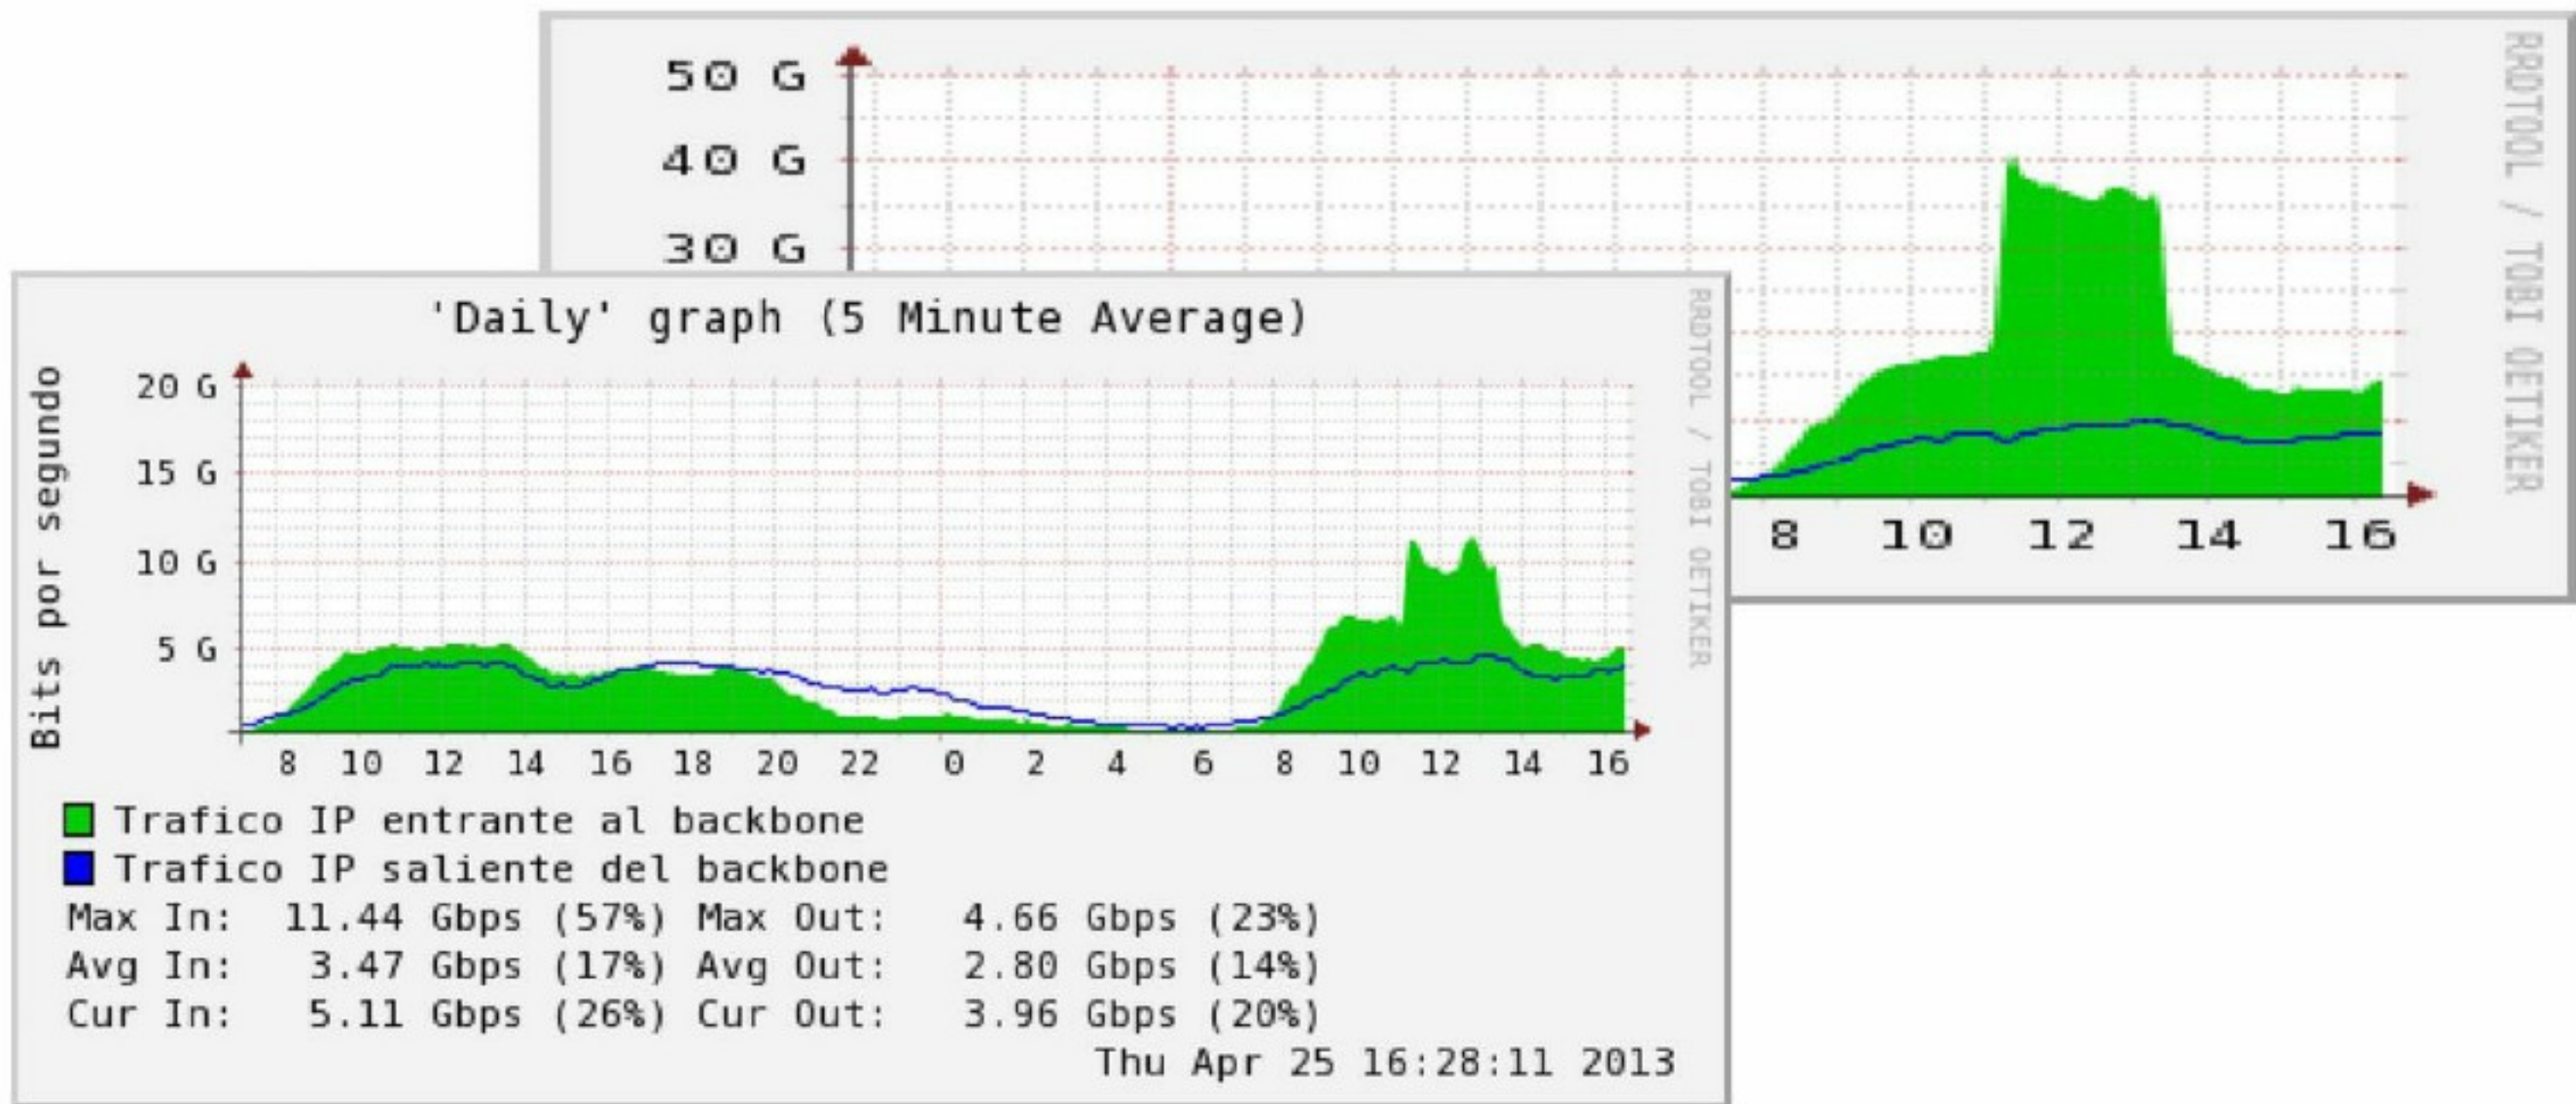 50 G
40 G
30 G
8 10 12 14 16
RRDTOOL / TOBI OETIKER
'Daily' graph (5 Minute Average)
RRDTOOL / TOBI OETIKER
Bits por segundo
20 G
15 G
10 G
5 G
8 10 12 14 16 18 20 22 0 2 4 6 8 10 12 14 16
Trafico IP entrante al backbone
Trafico IP saliente del backbone
Max In: 11.44 Gbps (57%) Max Out: 4.66 Gbps (23%)
Avg In: 3.47 Gbps (17%) Avg Out: 2.80 Gbps (14%)
Cur In: 5.11 Gbps (26%) Cur Out: 3.96 Gbps (20%)
Thu Apr 25 16:28:11 2013